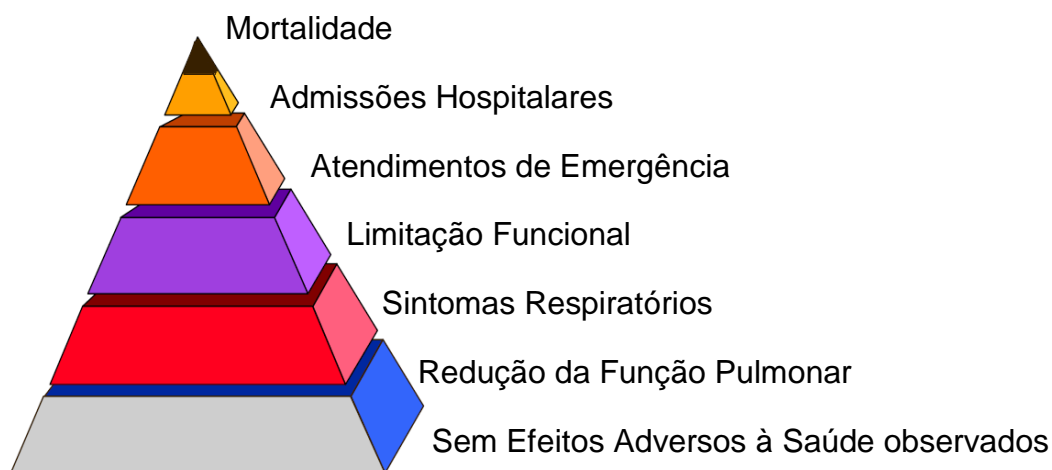 Mortalidade
Admissões Hospitalares
Atendimentos de Emergência
Limitação Funcional
Sintomas Respiratórios
Redução da Função Pulmonar
Sem Efeitos Adversos à Saúde observados